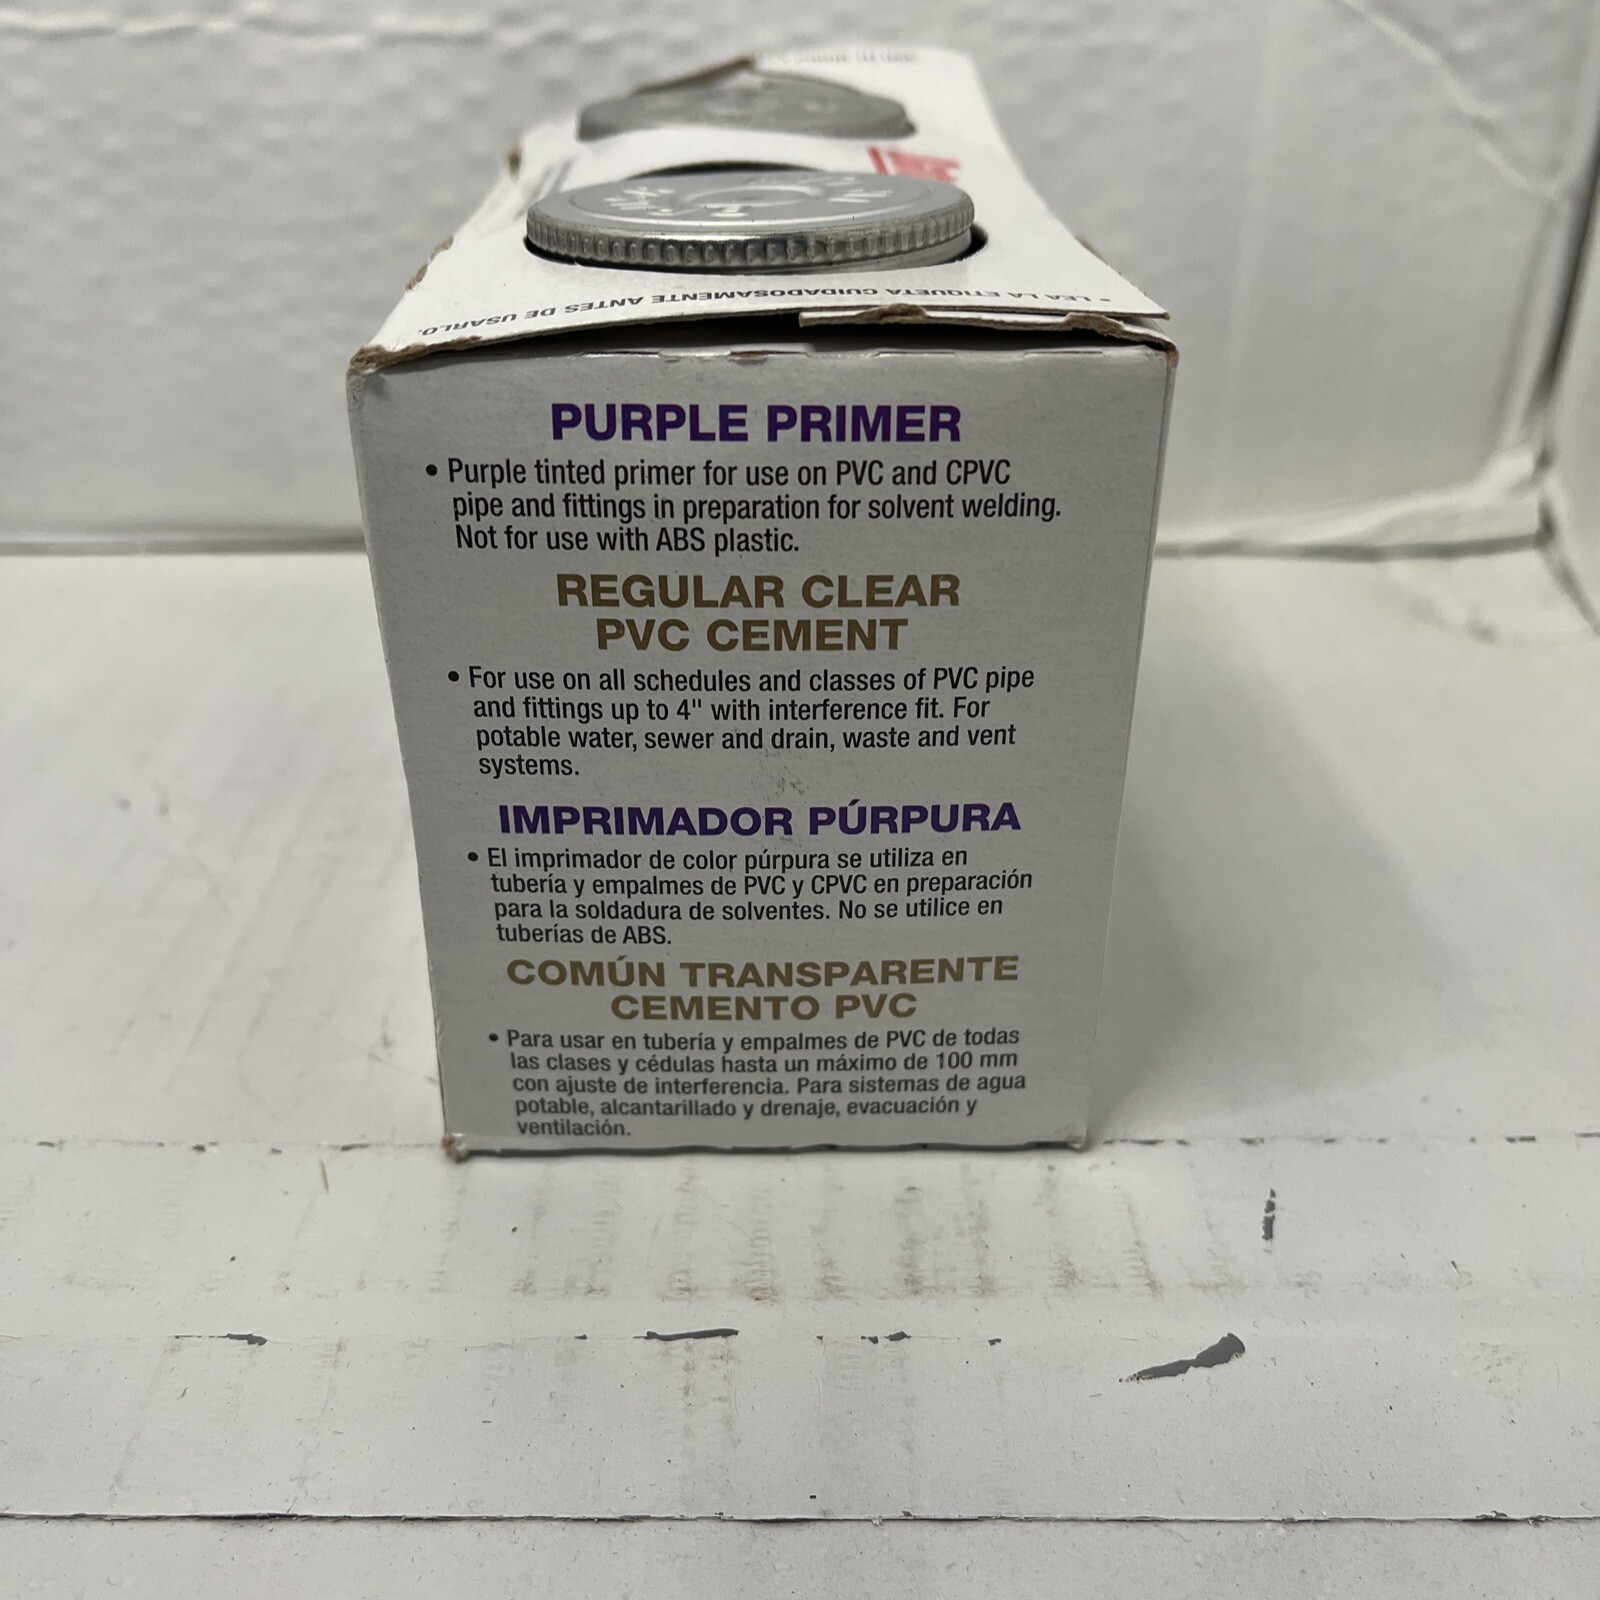 • LEA LA ETIQUETA CUIDADOSAMENTE ANTES DE USARLO.
PURPLE PRIMER
• Purple tinted primer for use on PVC and CPVC
pipe and fittings in preparation for solvent welding.
Not for use with ABS plastic.
REGULAR CLEAR
PVC CEMENT
• For use on all schedules and classes of PVC pipe
and fittings up to 4" with interference fit. For
potable water, sewer and drain, waste and vent
systems.
IMPRIMADOR PÚRPURA
• El imprimador de color púrpura se utiliza en
tubería y empalmes de PVC y CPVC en preparación
para la soldadura de solventes. No se utilice en
tuberías de ABS.
COMÚN TRANSPARENTE
CEMENTO PVC
• Para usar en tubería y empalmes de PVC de todas
las clases y cédulas hasta un máximo de 100 mm
con ajuste de interferencia. Para sistemas de agua
potable, alcantarillado y drenaje, evacuación y
ventilación.